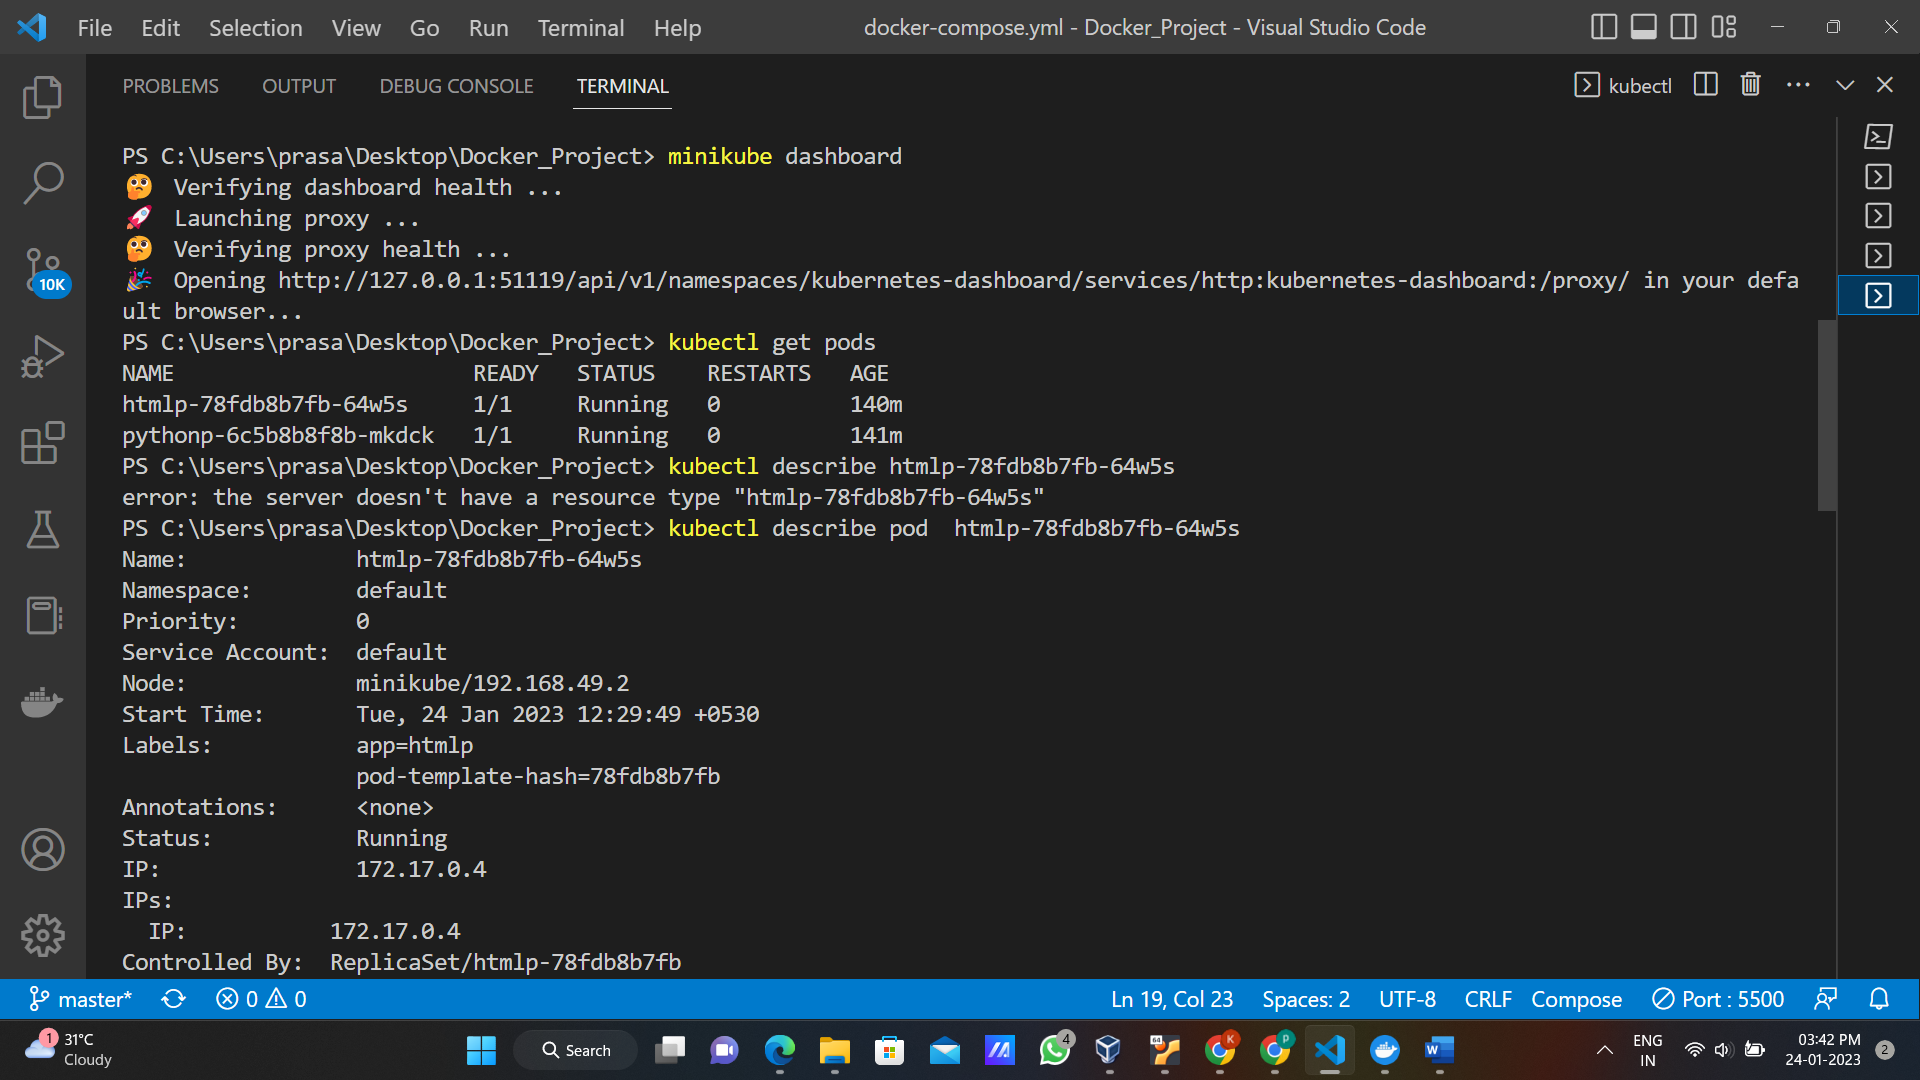 File Edit Selection View Go Run Terminal Help docker-compose.yml - Docker_Project - Visual Studio Code
PROBLEMS OUTPUT DEBUG CONSOLE TERMINAL kubectl
PS C:\Users\prasa\Desktop\Docker_Project> minikube dashboard
🤔 Verifying dashboard health ...
🚀 Launching proxy ...
🤔 Verifying proxy health ...
🎉 Opening http://127.0.0.1:51119/api/v1/namespaces/kubernetes-dashboard/services/http:kubernetes-dashboard:/proxy/ in your defa
ult browser...
PS C:\Users\prasa\Desktop\Docker_Project> kubectl get pods
NAME READY STATUS RESTARTS AGE
htmlp-78fdb8b7fb-64w5s 1/1 Running 0 140m
pythonp-6c5b8b8f8b-mkdck 1/1 Running 0 141m
PS C:\Users\prasa\Desktop\Docker_Project> kubectl describe htmlp-78fdb8b7fb-64w5s
error: the server doesn't have a resource type "htmlp-78fdb8b7fb-64w5s"
PS C:\Users\prasa\Desktop\Docker_Project> kubectl describe pod  htmlp-78fdb8b7fb-64w5s
Name: htmlp-78fdb8b7fb-64w5s
Namespace: default
Priority: 0
Service Account: default
Node: minikube/192.168.49.2
Start Time: Tue, 24 Jan 2023 12:29:49 +0530
Labels: app=htmlp
pod-template-hash=78fdb8b7fb
Annotations: <none>
Status: Running
IP: 172.17.0.4
IPs:
IP: 172.17.0.4
Controlled By: ReplicaSet/htmlp-78fdb8b7fb
10K
master* 0 0 Ln 19, Col 23 Spaces: 2 UTF-8 CRLF Compose Port : 5500
1 31°C
Cloudy
Search
4
64
K
P
W
ENG
IN
03:42 PM
24-01-2023
2